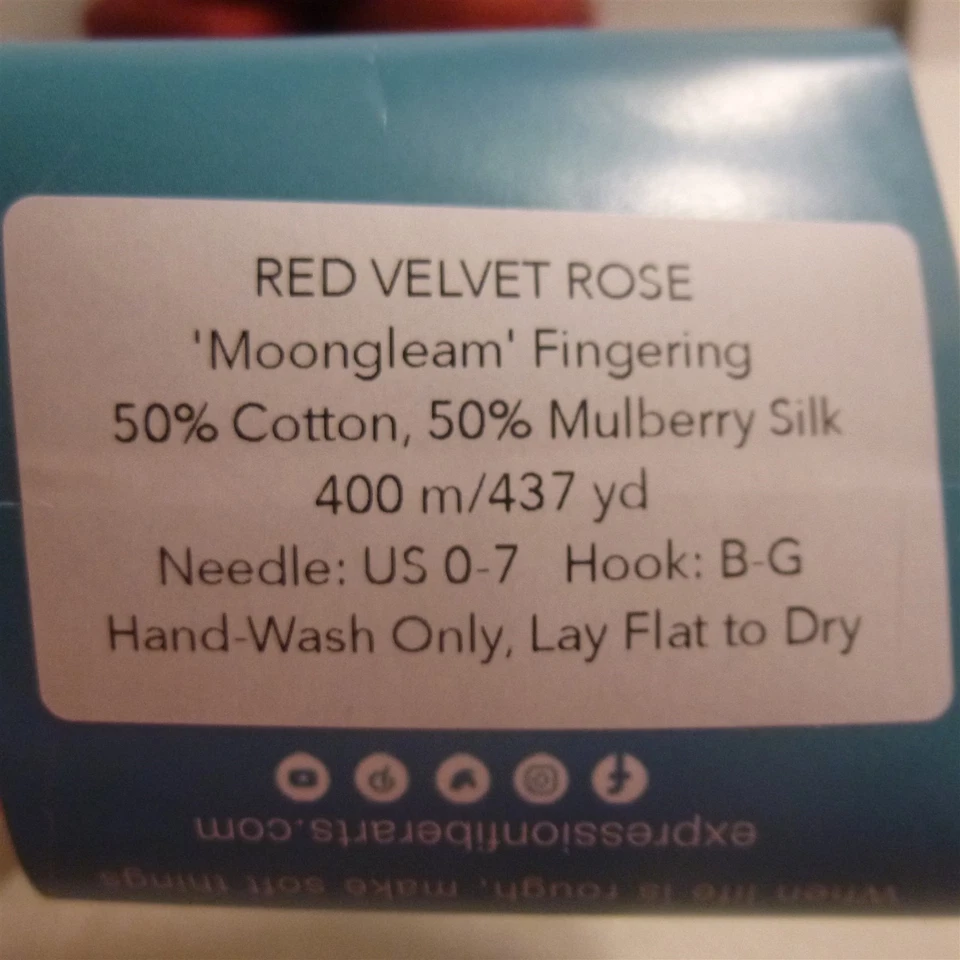 RED VELVET ROSE
'Moongleam' Fingering
50% Cotton, 50% Mulberry Silk
400 m/437 yd
Needle: US 0-7 Hook: B-G
Hand-Wash Only, Lay Flat to Dry
expressionfiberarts.com
When life is rough, make soft things